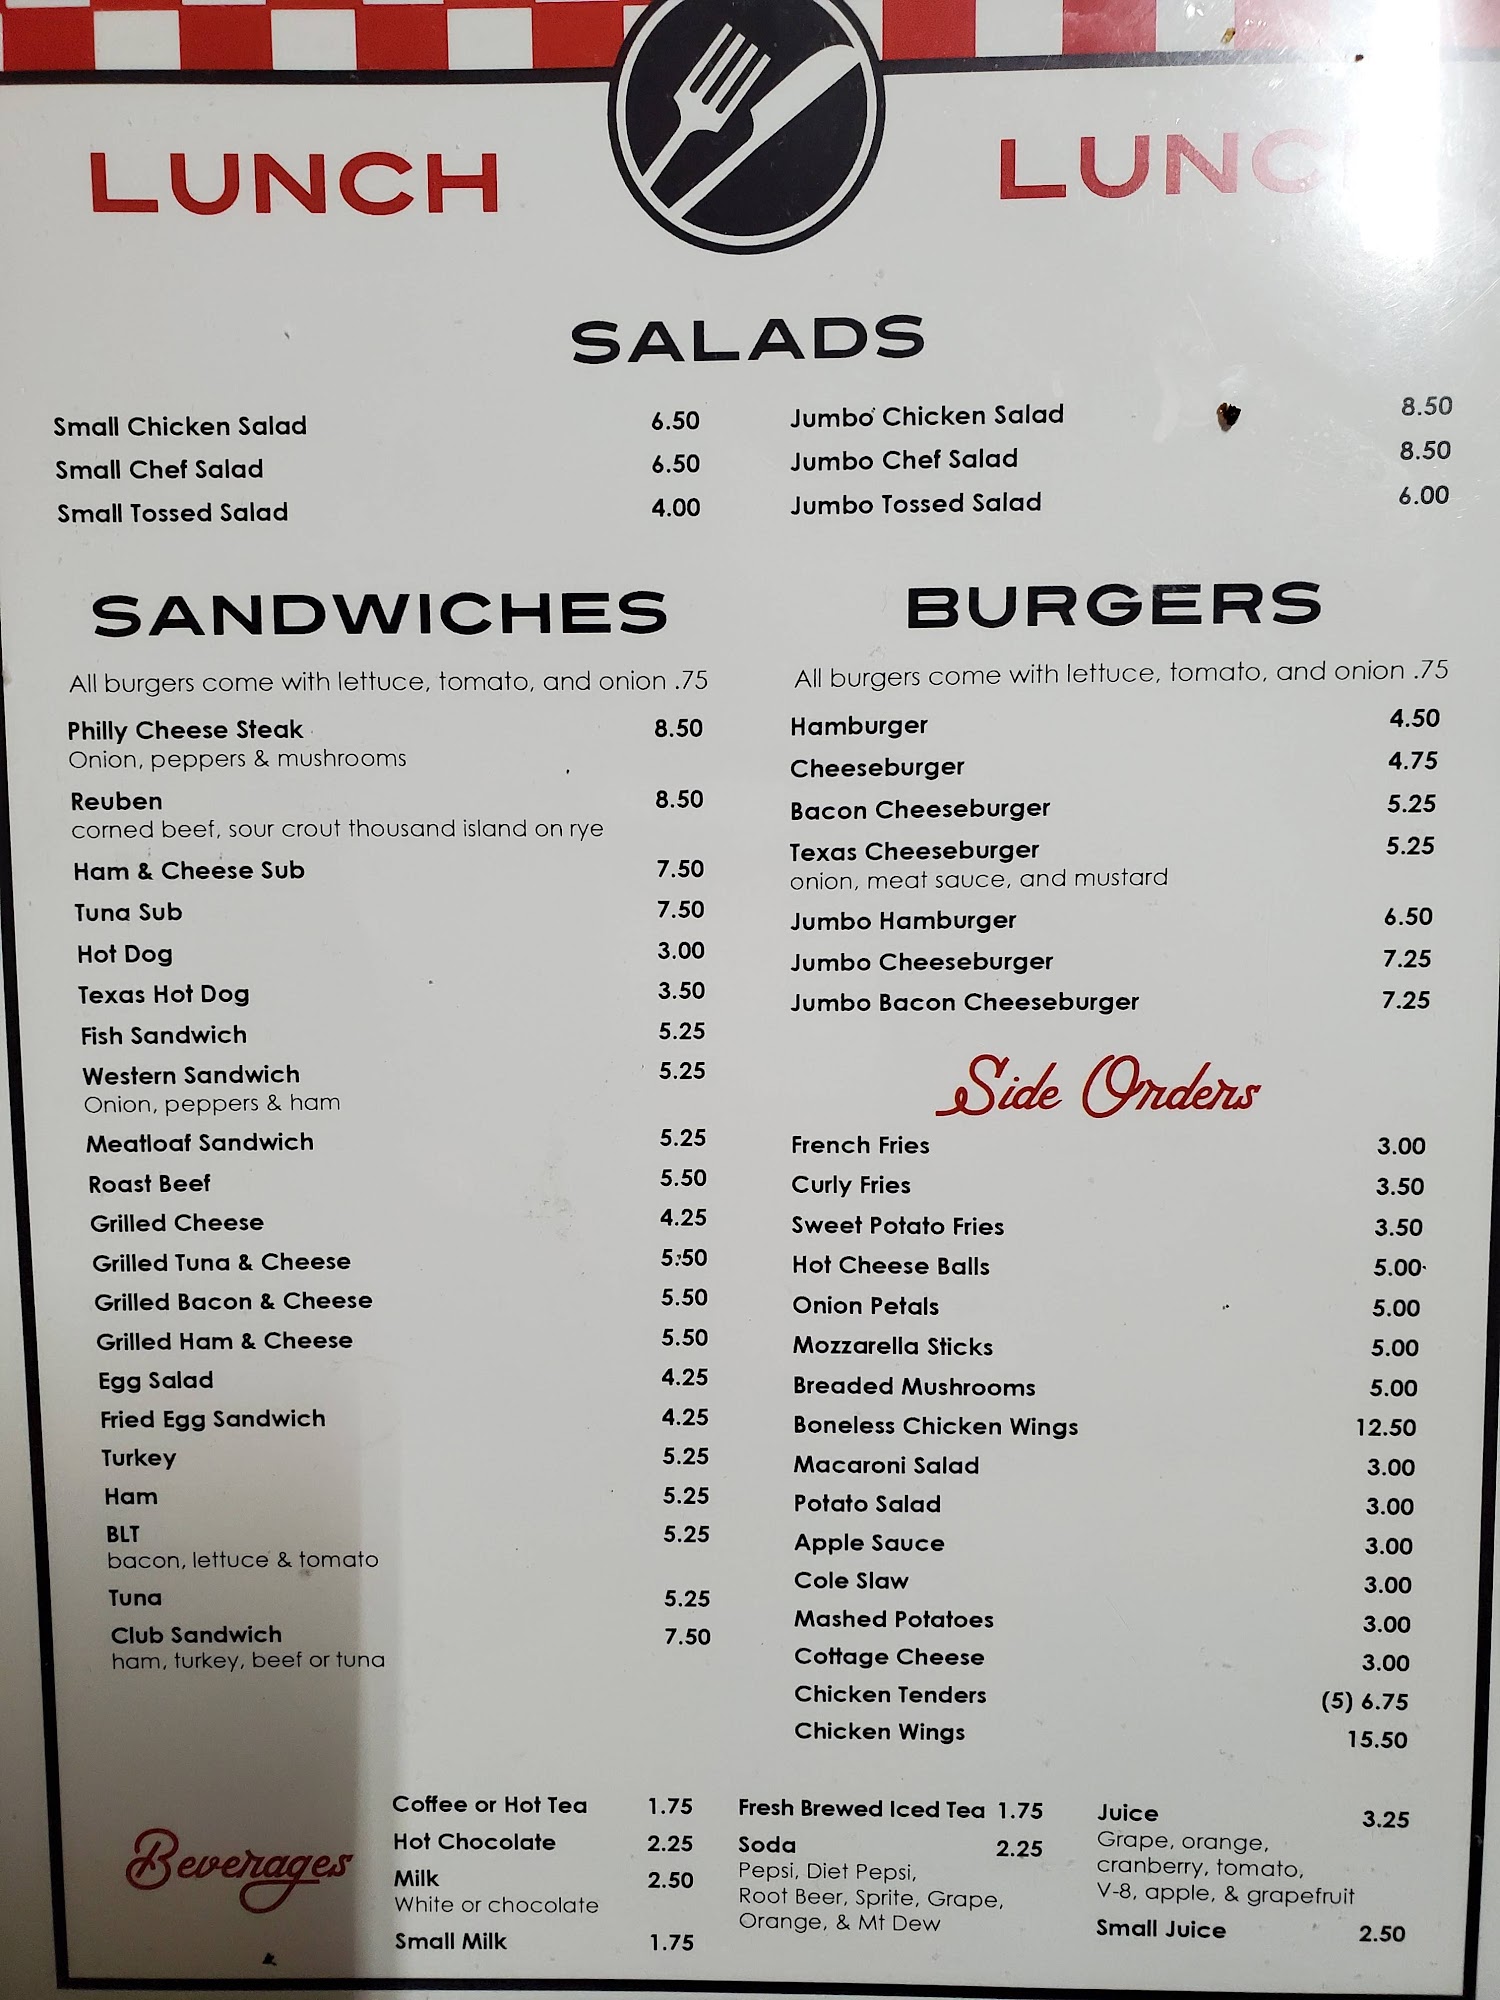 LUNCH
LUNC
SALADS
Small Chicken Salad 6.50
Small Chef Salad 6.50
Small Tossed Salad 4.00
Jumbo Chicken Salad 8.50
Jumbo Chef Salad 8.50
Jumbo Tossed Salad 6.00
SANDWICHES
All burgers come with lettuce, tomato, and onion .75
Philly Cheese Steak 8.50
Onion, peppers & mushrooms
Reuben 8.50
corned beef, sour crout thousand island on rye
Ham & Cheese Sub 7.50
Tuna Sub 7.50
Hot Dog 3.00
Texas Hot Dog 3.50
Fish Sandwich 5.25
Western Sandwich 5.25
Onion, peppers & ham
Meatloaf Sandwich 5.25
Roast Beef 5.50
Grilled Cheese 4.25
Grilled Tuna & Cheese 5.50
Grilled Bacon & Cheese 5.50
Grilled Ham & Cheese 5.50
Egg Salad 4.25
Fried Egg Sandwich 4.25
Turkey 5.25
Ham 5.25
BLT 5.25
bacon, lettuce & tomato
Tuna 5.25
Club Sandwich 7.50
ham, turkey, beef or tuna
BURGERS
All burgers come with lettuce, tomato, and onion .75
Hamburger 4.50
Cheeseburger 4.75
Bacon Cheeseburger 5.25
Texas Cheeseburger 5.25
onion, meat sauce, and mustard
Jumbo Hamburger 6.50
Jumbo Cheeseburger 7.25
Jumbo Bacon Cheeseburger 7.25
Side Orders
French Fries 3.00
Curly Fries 3.50
Sweet Potato Fries 3.50
Hot Cheese Balls 5.00
Onion Petals 5.00
Mozzarella Sticks 5.00
Breaded Mushrooms 5.00
Boneless Chicken Wings 12.50
Macaroni Salad 3.00
Potato Salad 3.00
Apple Sauce 3.00
Cole Slaw 3.00
Mashed Potatoes 3.00
Cottage Cheese 3.00
Chicken Tenders (5) 6.75
Chicken Wings 15.50
Beverages
Coffee or Hot Tea 1.75
Hot Chocolate 2.25
Milk 2.50
White or chocolate
Small Milk 1.75
Fresh Brewed Iced Tea 1.75
Soda 2.25
Pepsi, Diet Pepsi,
Root Beer, Sprite, Grape,
Orange, & Mt Dew
Juice 3.25
Grape, orange,
cranberry, tomato,
V-8, apple, & grapefruit
Small Juice 2.50